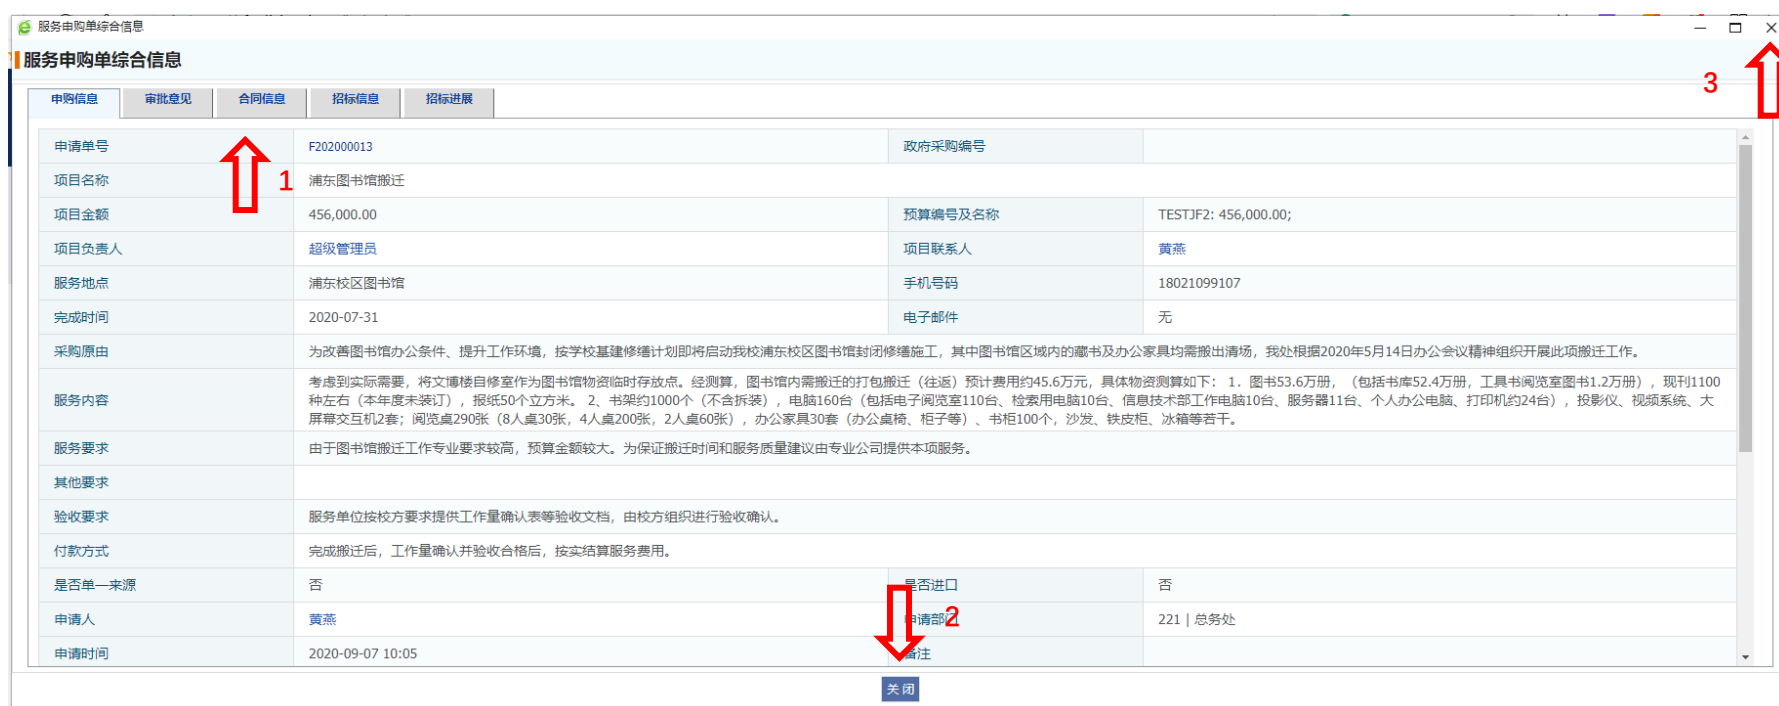 服务申购单综合信息
服务申购单综合信息
3
申购信息 审批意见 合同信息 招标信息 招标进展
申请单号 F202000013 政府采购编号
1
项目名称 浦东图书馆搬迁
项目金额 456,000.00 预算编号及名称 TESTJF2: 456,000.00;
项目负责人 超级管理员 项目联系人 黄燕
服务地点 浦东校区图书馆 手机号码 18021099107
完成时间 2020-07-31 电子邮件 无
采购原由 为改善图书馆办公条件、提升工作环境，按学校基建修缮计划即将启动我校浦东校区图书馆封闭修缮施工，其中图书馆区域内的藏书及办公家具均需搬出清场，我处根据2020年5月14日办公会议精神组织开展此项搬迁工作。
服务内容
考虑到实际需要，将文博楼自修室作为图书馆物资临时存放点。经测算，图书馆内需搬迁的打包搬迁（往返）预计费用约45.6万元，具体物资测算如下： 1．图书53.6万册，（包括书库52.4万册，工具书阅览室图书1.2万册），现刊1100
种左右（本年度未装订），报纸50个立方米。 2、书架约1000个（不含拆装），电脑160台（包括电子阅览室110台、检索用电脑10台、信息技术部工作电脑10台、服务器11台、个人办公电脑、打印机约24台），投影仪、视频系统、大
屏幕交互机2套；阅览桌290张（8人桌30张，4人桌200张，2人桌60张），办公家具30套（办公桌椅、柜子等）、书柜100个，沙发、铁皮柜、冰箱等若干。
服务要求 由于图书馆搬迁工作专业要求较高，预算金额较大。为保证搬迁时间和服务质量建议由专业公司提供本项服务。
其他要求
验收要求 服务单位按校方要求提供工作量确认表等验收文档，由校方组织进行验收确认。
付款方式 完成搬迁后，工作量确认并验收合格后，按实结算服务费用。
是否单一来源 否 是否进口 否
申请人 黄燕 申请部门 221 | 总务处
2
申请时间 2020-09-07 10:05 备注
关闭